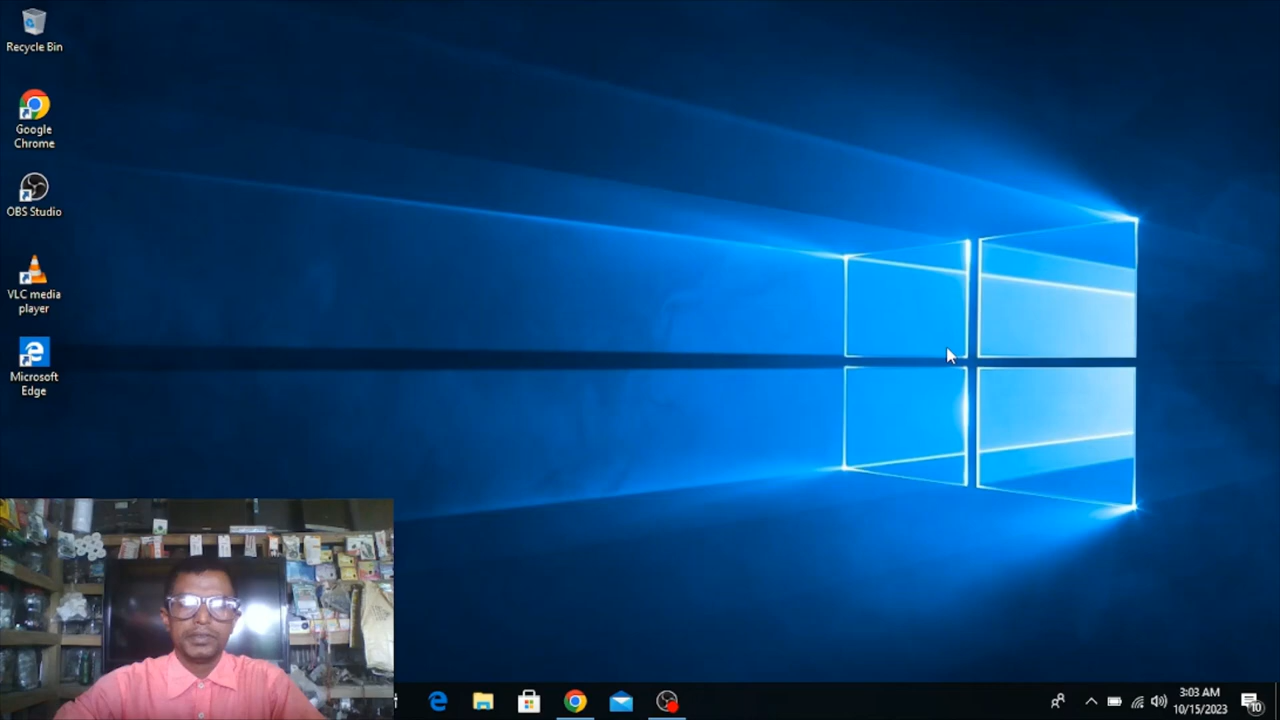 Recycle Bin
Google
Chrome
OBS Studio
VLC media
player
Microsoft
Edge
3:03 AM
10/15/2023
10